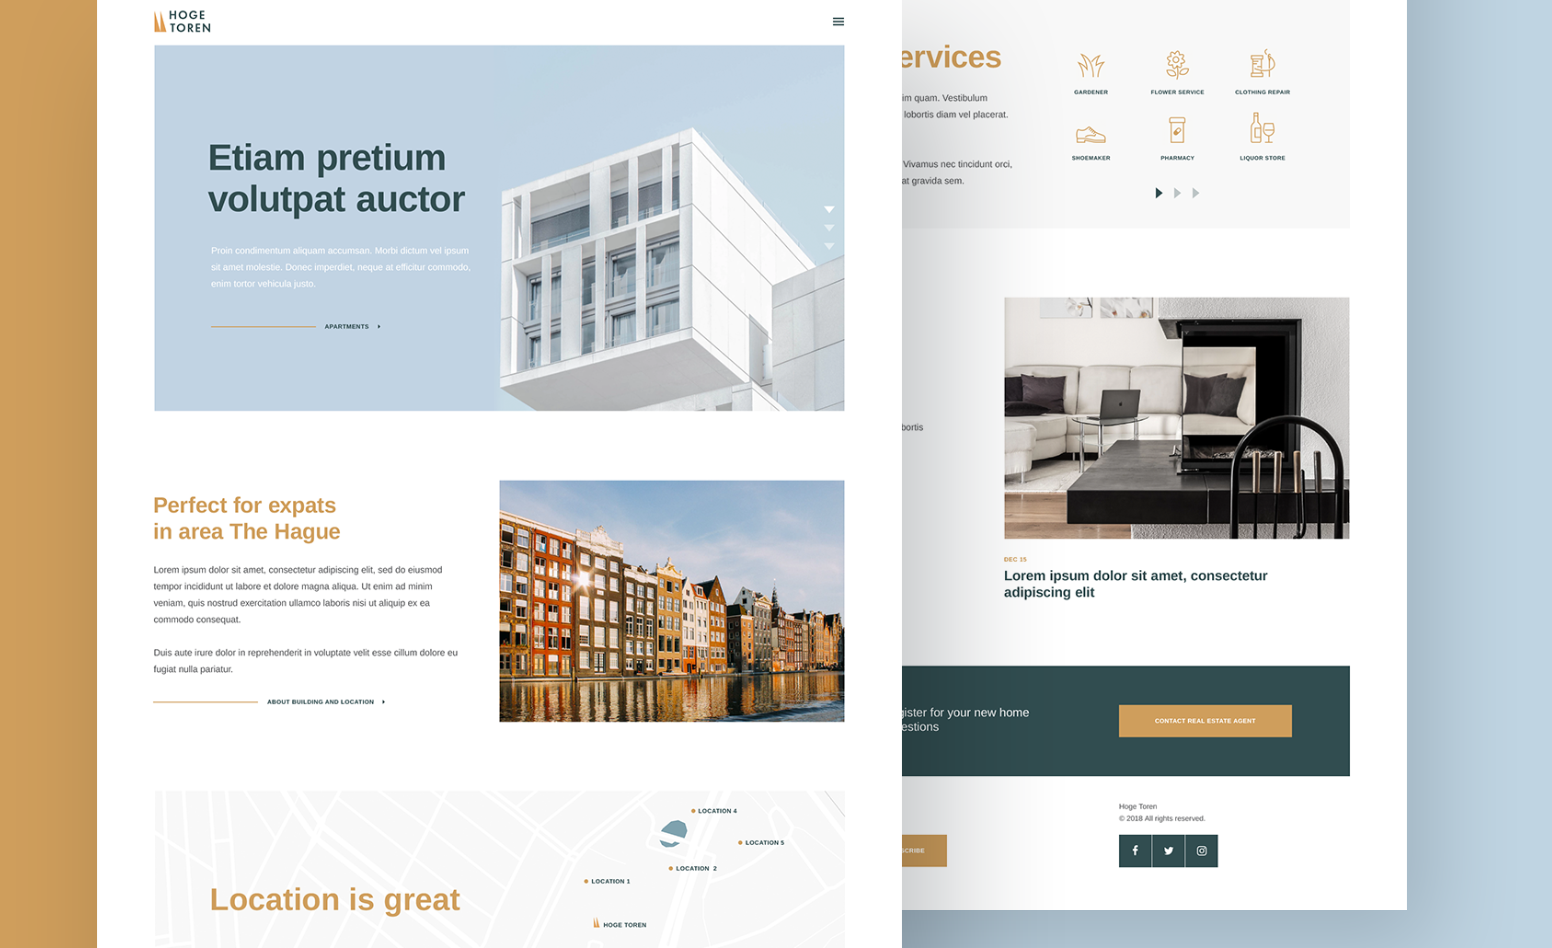 HOGE
TOREN
Etiam pretium
volutpat auctor
Proin condimentum aliquam accumsan. Morbi dictum vel ipsum
sit amet molestie. Donec imperdiet, neque at efficitur commodo,
enim tortor vehicula justo.
APARTMENTS
Perfect for expats
in area The Hague
Lorem ipsum dolor sit amet, consectetur adipiscing elit, sed do eiusmod
tempor incididunt ut labore et dolore magna aliqua. Ut enim ad minim
veniam, quis nostrud exercitation ullamco laboris nisi ut aliquip ex ea
commodo consequat.
Duis aute irure dolor in reprehenderit in voluptate velit esse cillum dolore eu
fugiat nulla pariatur.
ABOUT BUILDING AND LOCATION
Location is great
LOCATION 4
LOCATION 5
LOCATION 2
LOCATION 1
HOGE TOREN
ervices
im quam. Vestibulum
lobortis diam vel placerat.
Vivamus nec tincidunt orci,
at gravida sem.
GARDENER
FLOWER SERVICE
CLOTHING REPAIR
SHOEMAKER
PHARMACY
LIQUOR STORE
bortis
DEC 15
Lorem ipsum dolor sit amet, consectetur
adipiscing elit
gister for your new home
estions
CONTACT REAL ESTATE AGENT
Hoge Toren
© 2018 All rights reserved.
SCRIBE